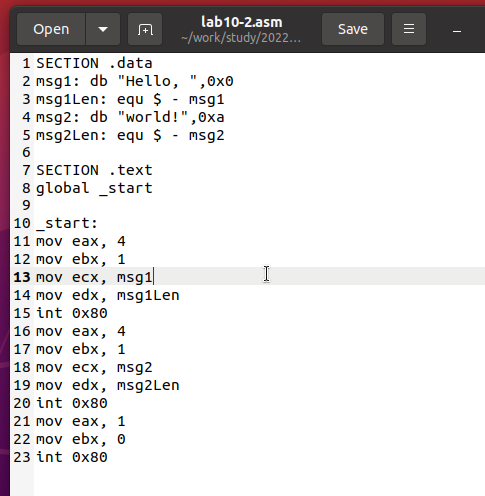 Open
lab10-2.asm
~/work/study/2022...
Save
1 SECTION .data
2 msg1: db "Hello, ",0x0
3 msg1Len: equ $ - msg1
4 msg2: db "world!",0xa
5 msg2Len: equ $ - msg2
6
7 SECTION .text
8 global _start
9
10 _start:
11 mov eax, 4
12 mov ebx, 1
13 mov ecx, msg1
14 mov edx, msg1Len
15 int 0x80
16 mov eax, 4
17 mov ebx, 1
18 mov ecx, msg2
19 mov edx, msg2Len
20 int 0x80
21 mov eax, 1
22 mov ebx, 0
23 int 0x80